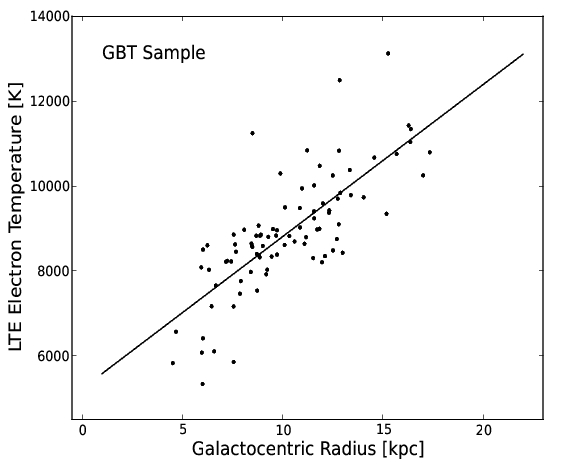 14000
GBT Sample
12000
10000
8000
6000
LTE Electron Temperature [K]
0 5 10 15 20
Galactocentric Radius [kpc]